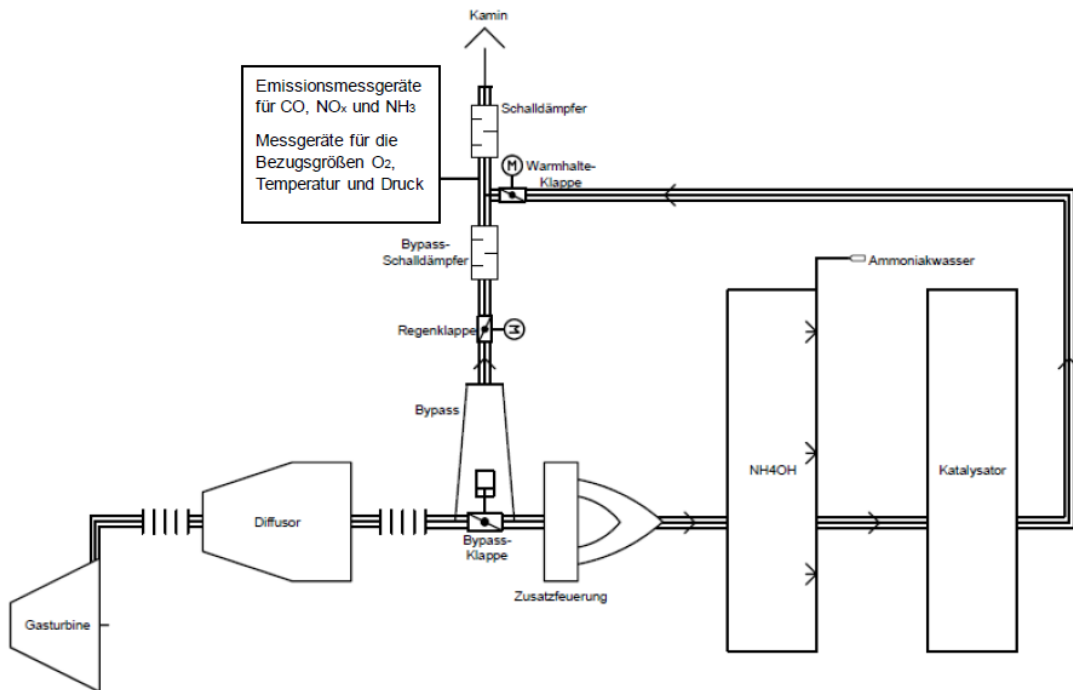 Kamin
Emissionsmessgeräte
für CO, NOx und NH3
Messgeräte für die
Bezugsgrößen O2,
Temperatur und Druck
Schalldämpfer
M
Warmhalte-
Klappe
Bypass-
Schalldämpfer
Ammoniakwasser
Regenklappe
M
Bypass
NH4OH
Katalysator
Diffusor
Bypass-
Klappe
Zusatzfeuerung
Gasturbine